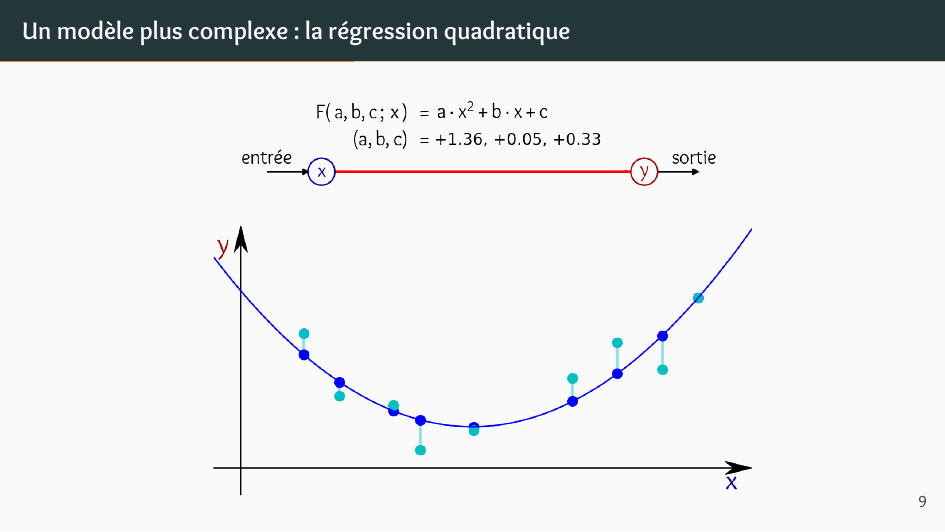 Un modèle plus complexe : la régression quadratique
F(a, b, c; x) = a · x² + b · x + c
(a, b, c) = +1.36, +0.05, +0.33
entrée x y sortie
y
x
9